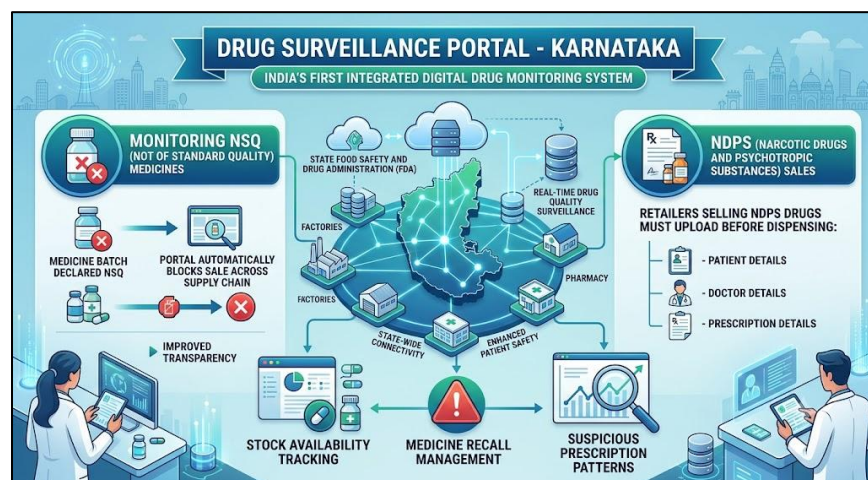 DRUG SURVEILLANCE PORTAL - KARNATAKA
INDIA'S FIRST INTEGRATED DIGITAL DRUG MONITORING SYSTEM
MONITORING NSQ
(NOT OF STANDARD QUALITY)
MEDICINES
MEDICINE BATCH
DECLARED NSQ
PORTAL AUTOMATICALLY
BLOCKS SALE ACROSS
SUPPLY CHAIN
IMPROVED
TRANSPARENCY
STATE FOOD SAFETY AND
DRUG ADMINISTRATION (FDA)
REAL-TIME DRUG
QUALITY
SURVEILLANCE
FACTORIES
FACTORIES
PHARMACY
STATE-WIDE
CONNECTIVITY
ENHANCED
PATIENT SAFETY
STOCK AVAILABILITY
TRACKING
MEDICINE RECALL
MANAGEMENT
SUSPICIOUS
PRESCRIPTION
PATTERNS
Rx
NDPS (NARCOTIC DRUGS
AND PSYCHOTROPIC
SUBSTANCES) SALES
RETAILERS SELLING NDPS DRUGS
MUST UPLOAD BEFORE DISPENSING:
- PATIENT DETAILS
- DOCTOR DETAILS
- PRESCRIPTION DETAILS